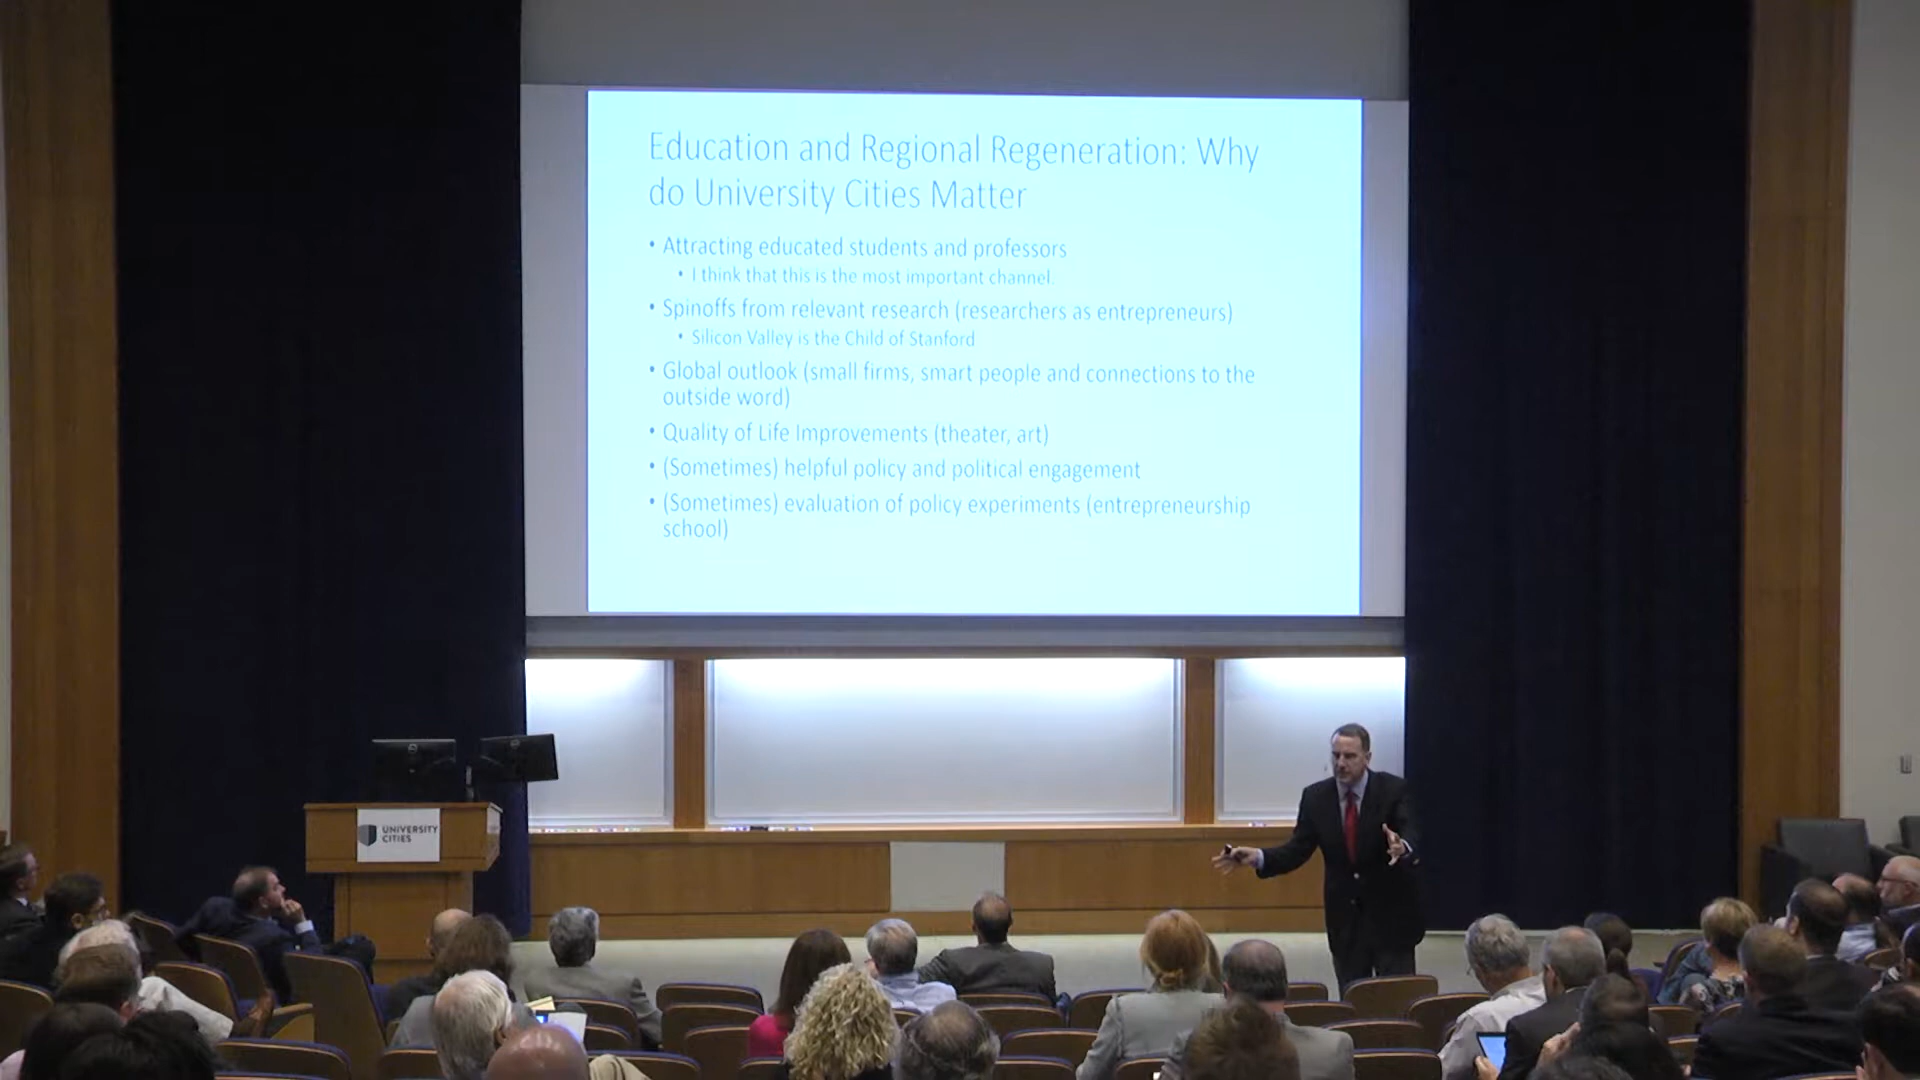 Education and Regional Regeneration: Why
do University Cities Matter
• Attracting educated students and professors
• I think that this is the most important channel.
• Spinoffs from relevant research (researchers as entrepreneurs)
• Silicon Valley is the Child of Stanford
• Global outlook (small firms, smart people and connections to the
outside word)
• Quality of Life Improvements (theater, art)
• (Sometimes) helpful policy and political engagement
• (Sometimes) evaluation of policy experiments (entrepreneurship
school)
UNIVERSITY
CITIES